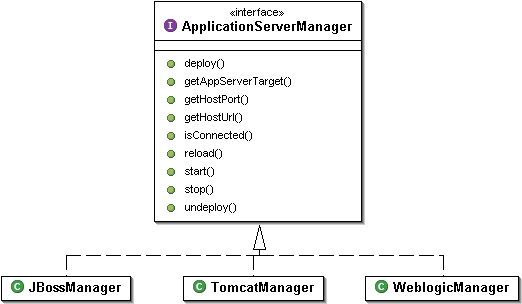 «interface»
I ApplicationServerManager
deploy()
getAppServerTarget()
getHostPort()
getHostUrl()
isConnected()
reload()
start()
stop()
undeploy()
C JBossManager C TomcatManager C WeblogicManager